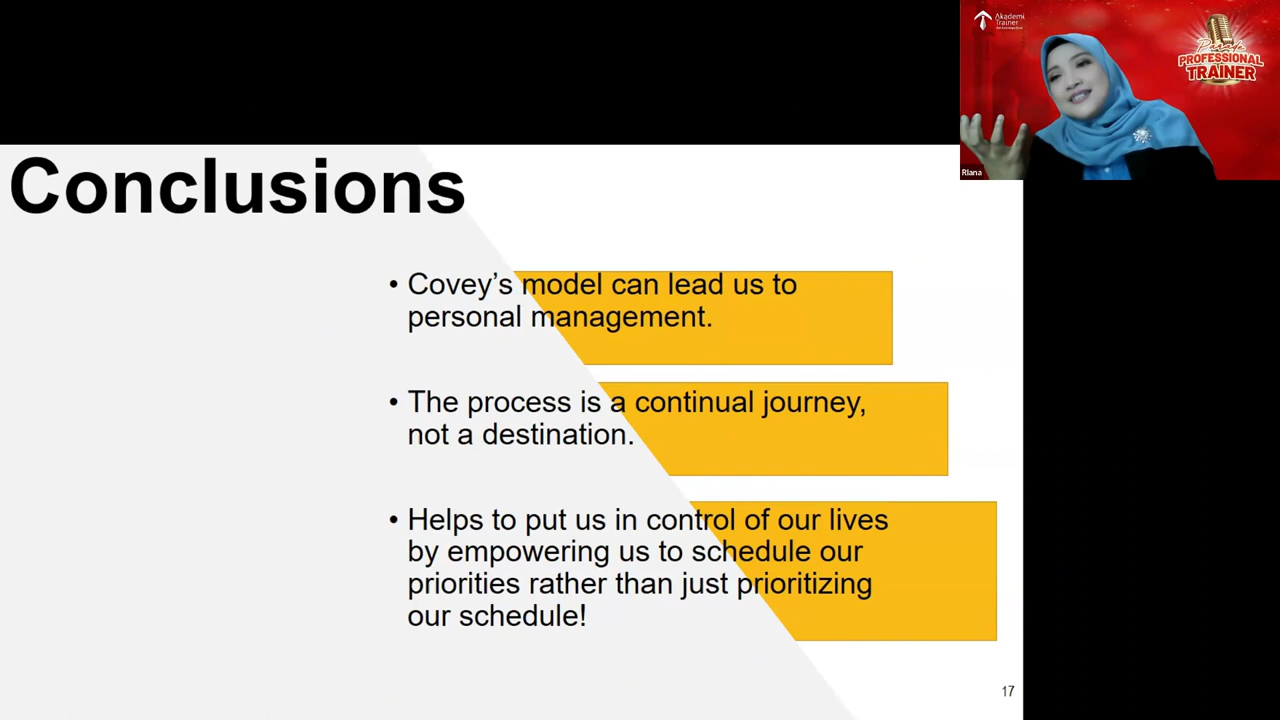 Conclusions
• Covey’s model can lead us to
personal management.
• The process is a continual journey,
not a destination.
• Helps to put us in control of our lives
by empowering us to schedule our
priorities rather than just prioritizing
our schedule!
17
Akademi
Trainer
PROFESSIONAL
TRAINER
Riana